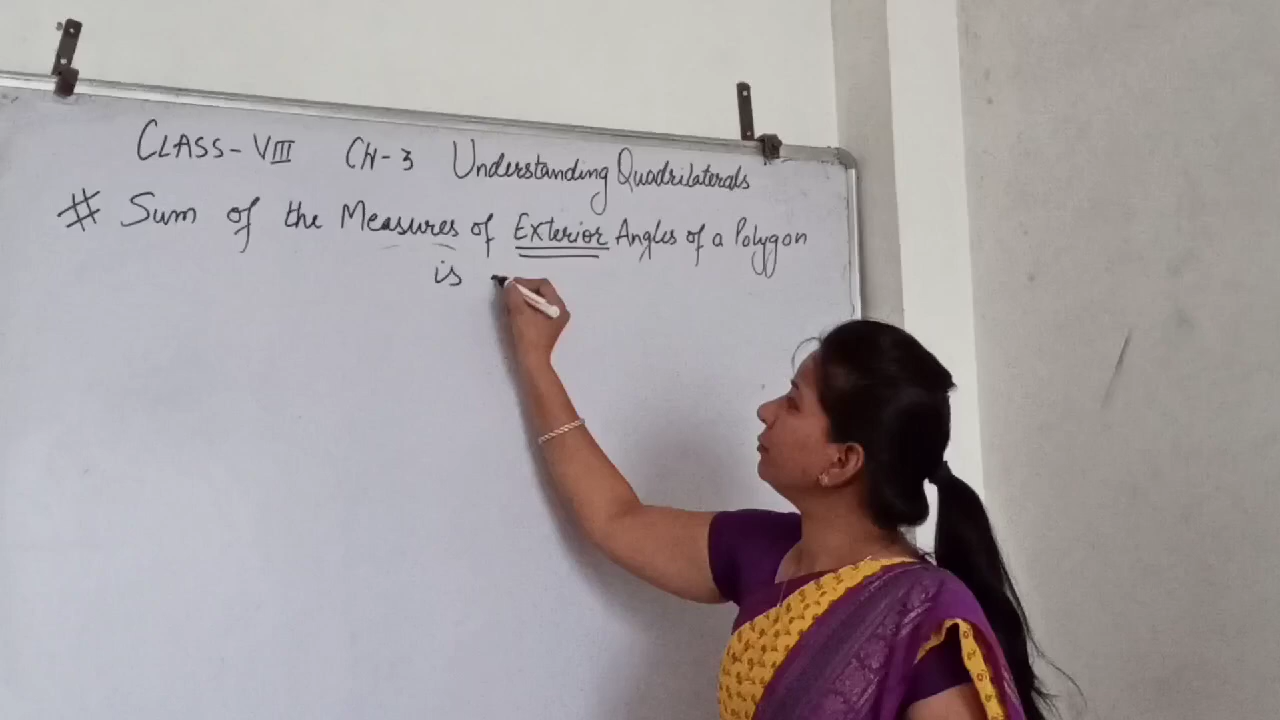 CLASS-VIII CH-3 Understanding Quadrilaterals
# Sum of the Measures of Exterior Angles of a Polygon
is